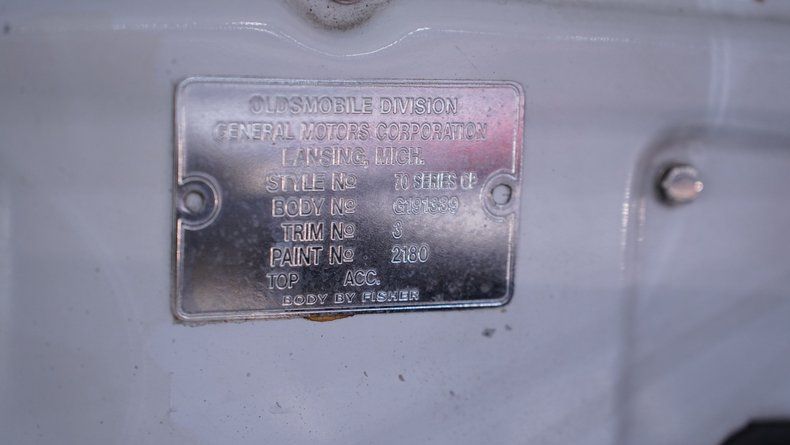 OLDSMOBILE DIVISION
GENERAL MOTORS CORPORATION
LANSING, MICH.
STYLE Nº 76 SERIES CP
BODY Nº G191339
TRIM Nº 3
PAINT Nº 2180
TOP ACC.
BODY BY FISHER